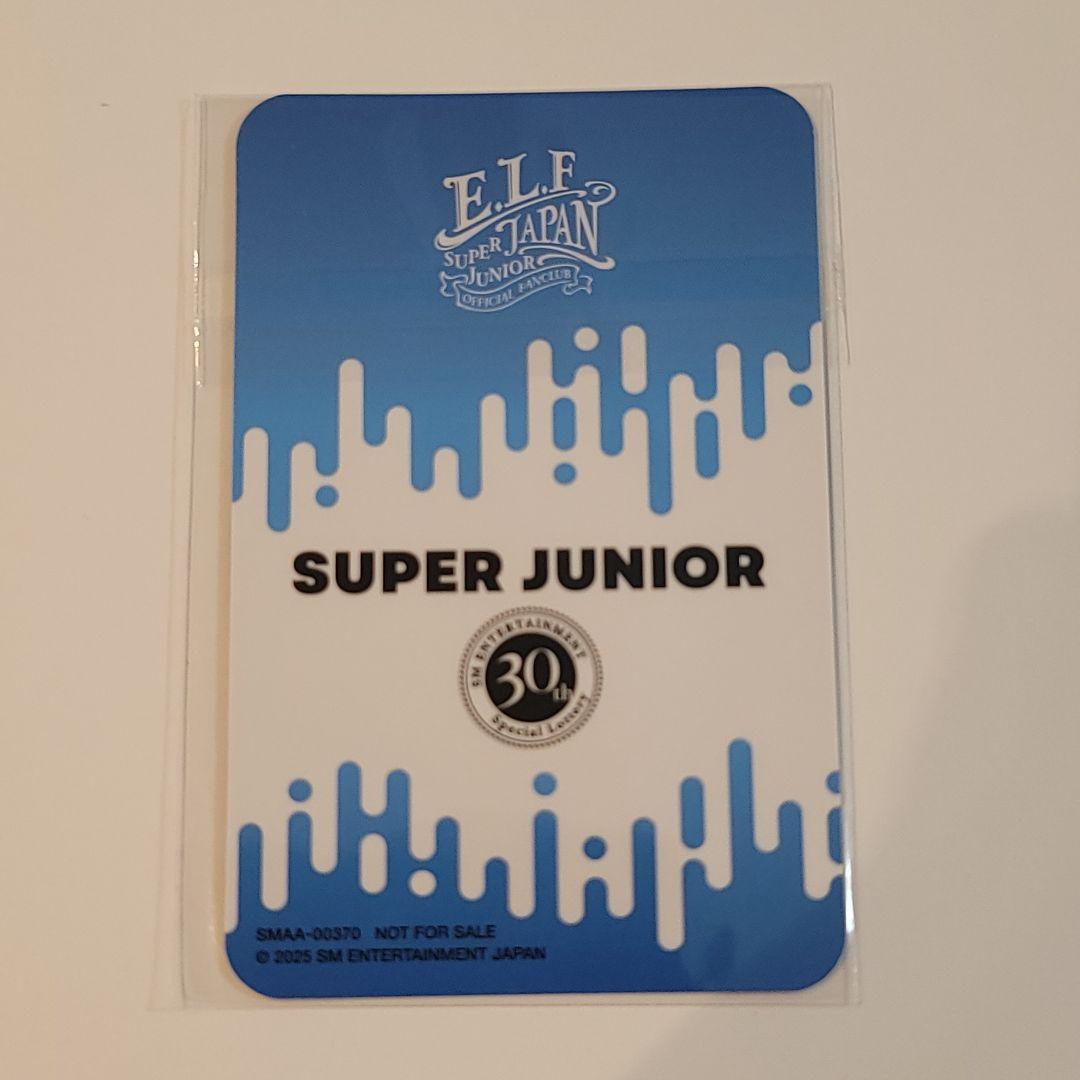 E.L.F
JAPAN
SUPER
JUNIOR
OFFICIAL FANCLUB
SUPER JUNIOR
SM ENTERTAINMENT
30th
Special Lottery
SMAA-00370 NOT FOR SALE
© 2025 SM ENTERTAINMENT JAPAN